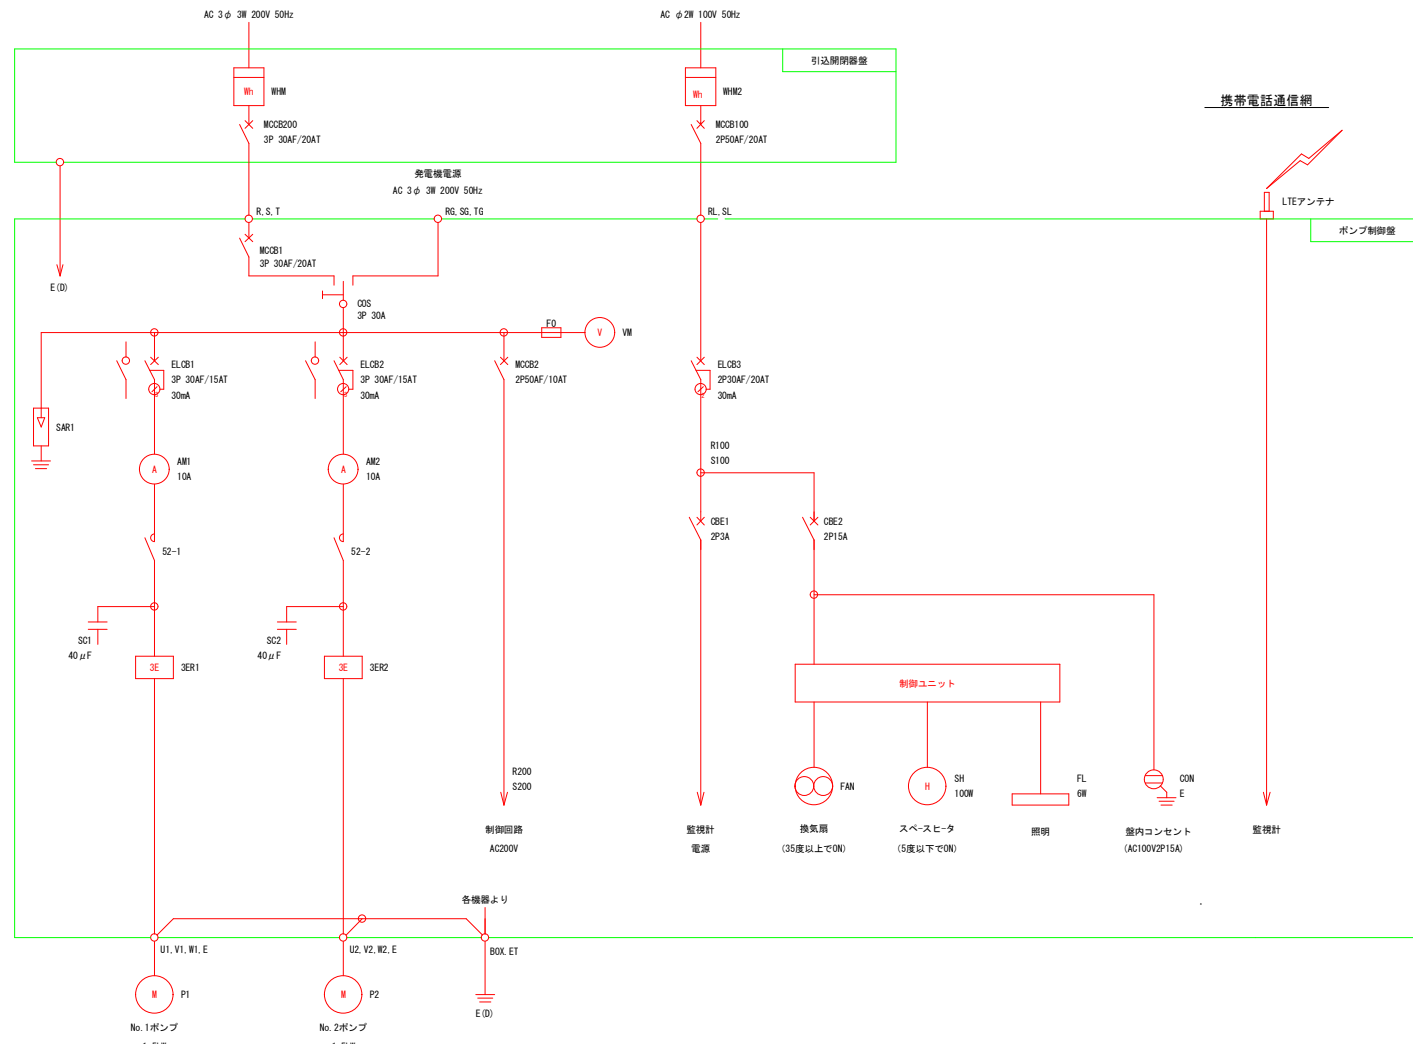 AC 3φ 3W 200V 50Hz
AC φ2W 100V 50Hz
引込開閉器盤
Wh
WHM
Wh
WHM2
携帯電話通信網
MCCB200
3P 30AF/20AT
MCCB100
2P50AF/20AT
発電機電源
AC 3φ 3W 200V 50Hz
LTEアンテナ
R,S,T
RG,SG,TG
RL,SL
ポンプ制御盤
MCCB1
3P 30AF/20AT
E(D)
COS
3P 30A
FO
V
VM
ELCB1
3P 30AF/15AT
30mA
ELCB2
3P 30AF/15AT
30mA
MCCB2
2P50AF/10AT
ELCB3
2P30AF/20AT
30mA
SAR1
R100
S100
A
AM1
10A
A
AM2
10A
CBE1
2P3A
CBE2
2P15A
52-1
52-2
SC1
40μF
SC2
40μF
3E
3ER1
3E
3ER2
制御ユニット
R200
S200
FAN
H
SH
100W
FL
6W
CON
E
制御回路
AC200V
監視計
電源
換気扇
(35度以上でON)
スペースヒータ
(5度以下でON)
照明
盤内コンセント
(AC100V2P15A)
監視計
各機器より
U1,V1,W1,E
U2,V2,W2,E
BOX.ET
M
P1
M
P2
E(D)
No.1ポンプ
No.2ポンプ